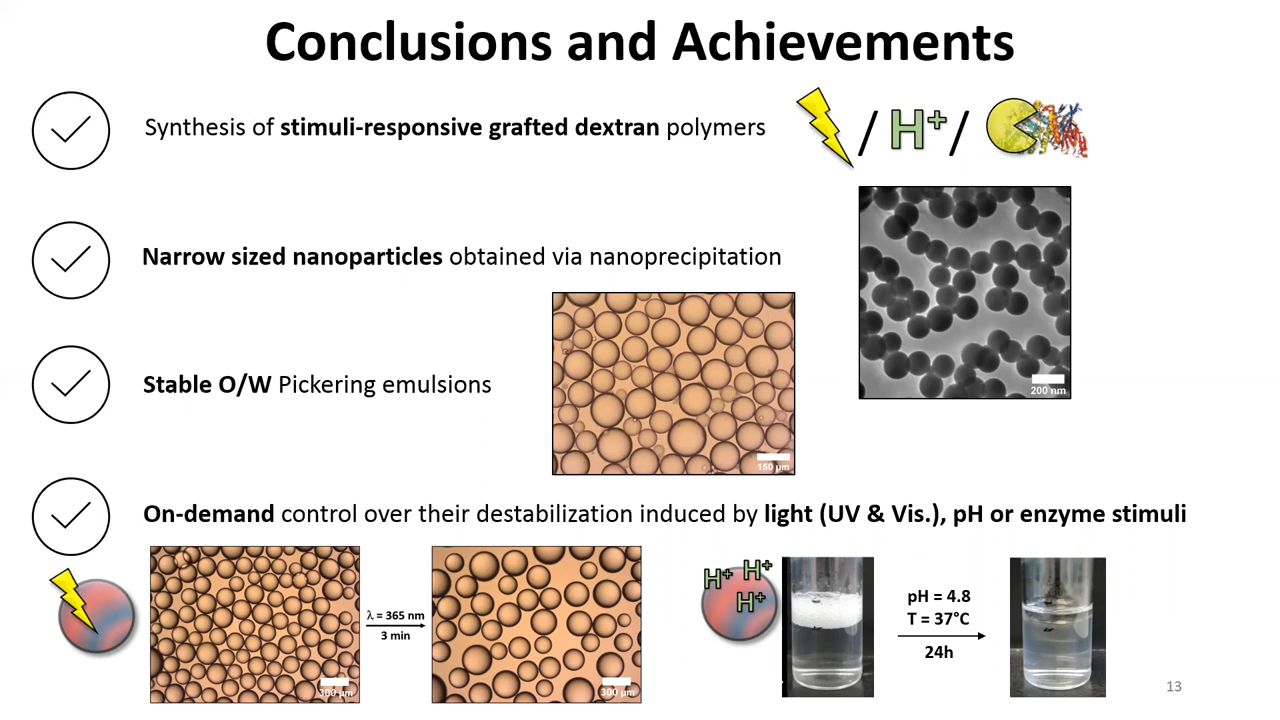 Conclusions and Achievements
Synthesis of stimuli-responsive grafted dextran polymers
/ H+ /
Narrow sized nanoparticles obtained via nanoprecipitation
200 nm
Stable O/W Pickering emulsions
150 µm
On-demand control over their destabilization induced by light (UV & Vis.), pH or enzyme stimuli
300 µm
λ = 365 nm
3 min
300 µm
H+ H+
H+
pH = 4.8
T = 37°C
24h
13